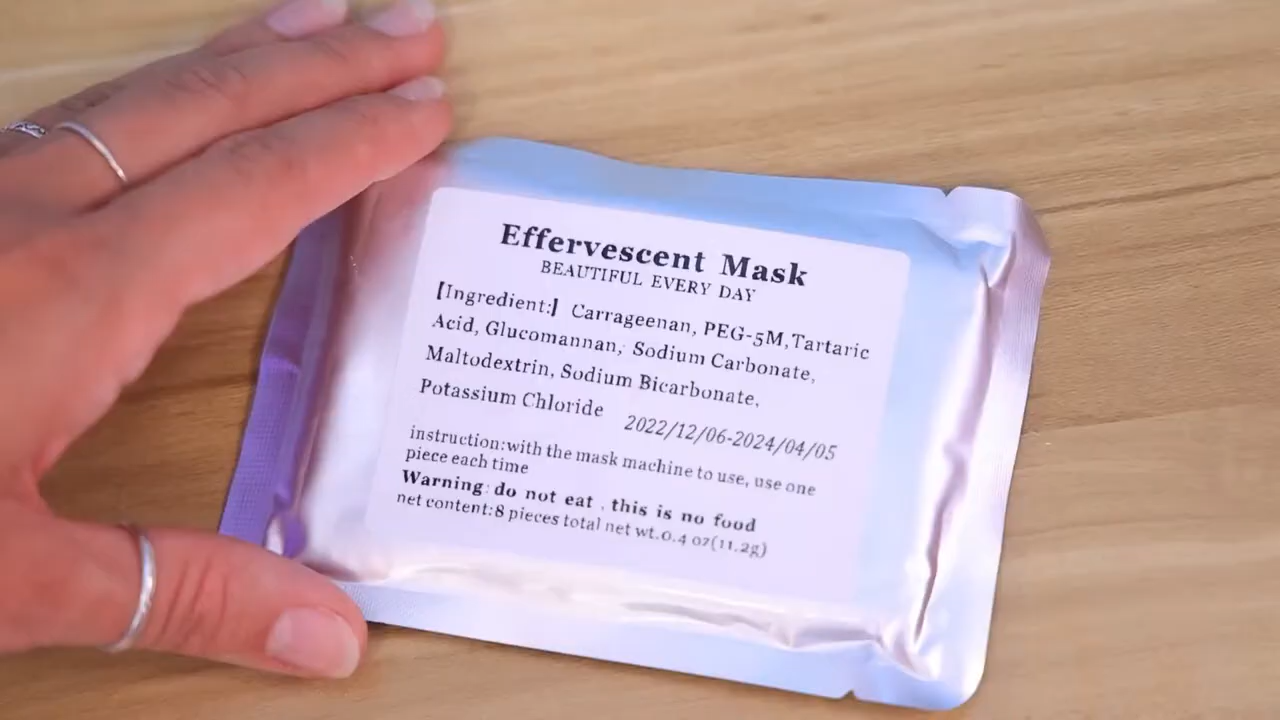 Effervescent Mask
BEAUTIFUL EVERY DAY
【Ingredient:】 Carrageenan, PEG-5M,Tartaric
Acid, Glucomannan, Sodium Carbonate,
Maltodextrin, Sodium Bicarbonate,
Potassium Chloride 2022/12/06-2024/04/05
instruction:with the mask machine to use, use one
piece each time
Warning: do not eat , this is no food
net content:8 pieces total net wt.0.4 oz(11.2g)